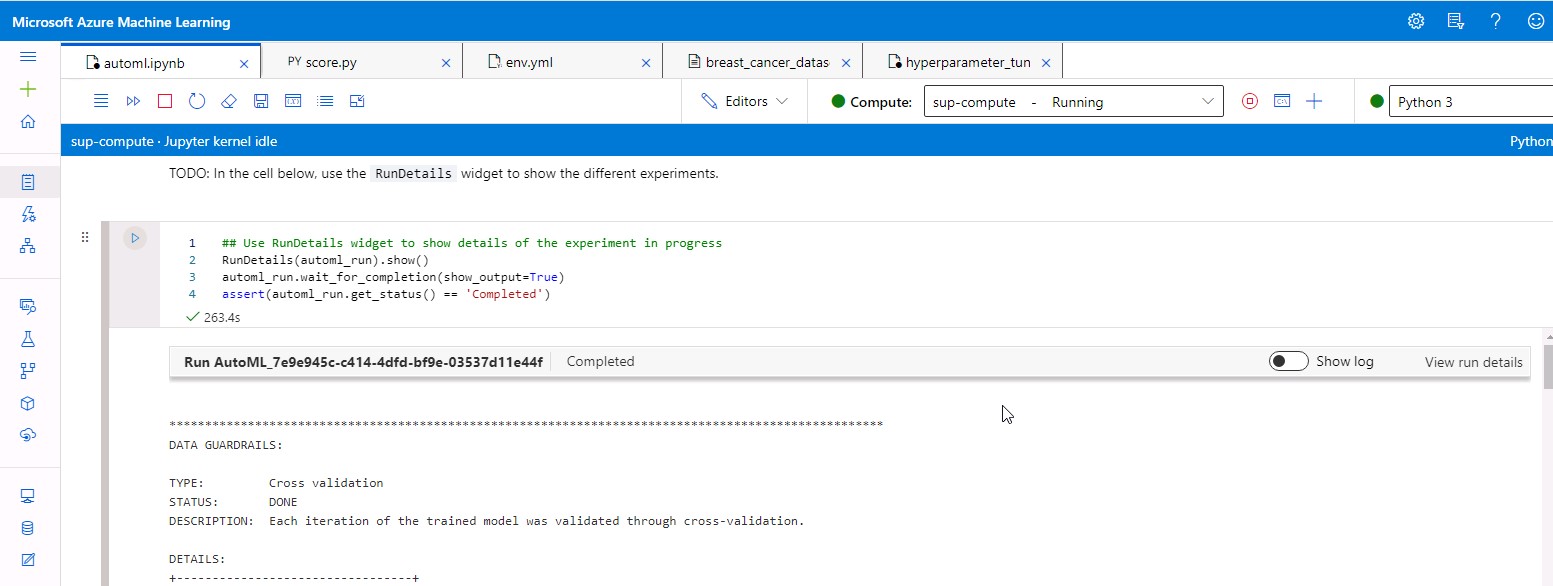 Microsoft Azure Machine Learning
automl.ipynb
PY score.py
env.yml
breast_cancer_datas
hyperparameter_tun
Editors
Compute: sup-compute - Running
Python 3
sup-compute · Jupyter kernel idle
Python
TODO: In the cell below, use the RunDetails widget to show the different experiments.
1 ## Use RunDetails widget to show details of the experiment in progress
2 RunDetails(automl_run).show()
3 automl_run.wait_for_completion(show_output=True)
4 assert(automl_run.get_status() == 'Completed')
263.4s
Run AutoML_7e9e945c-c414-4dfd-bf9e-03537d11e44f Completed Show log View run details
****************************************************************************************************
DATA GUARDRAILS:
TYPE: Cross validation
STATUS: DONE
DESCRIPTION: Each iteration of the trained model was validated through cross-validation.
DETAILS:
+---------------------------------+